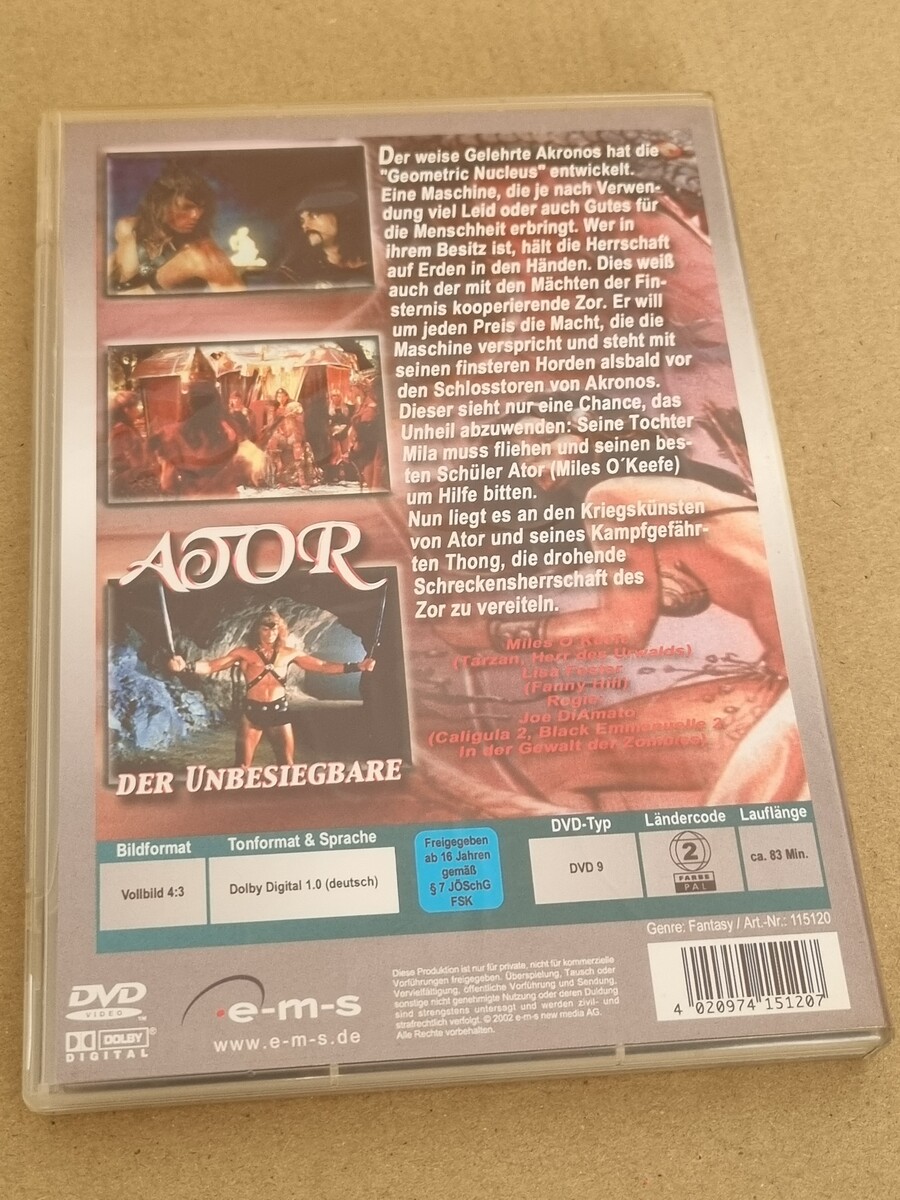 Der weise Gelehrte Akronos hat die
"Geometric Nucleus" entwickelt.
Eine Maschine, die je nach Verwen-
dung viel Leid oder auch Gutes für
die Menschheit erbringt. Wer in
ihrem Besitz ist, hält die Herrschaft
auf Erden in den Händen. Dies weiß
auch der mit den Mächten der Fin-
sternis kooperierende Zor. Er will
um jeden Preis die Macht, die die
Maschine verspricht und steht mit
seinen finsteren Horden alsbald vor
den Schlosstoren von Akronos.
Dieser sieht nur eine Chance, das
Unheil abzuwenden: Seine Tochter
Mila muss fliehen und seinen bes-
ten Schüler Ator (Miles O´Keefe)
um Hilfe bitten.
Nun liegt es an den Kriegskünsten
von Ator und seines Kampfgefähr-
ten Thong, die drohende
Schreckensherrschaft des
Zor zu vereiteln.
ATOR
DER UNBESIEGBARE
Miles O´Keefe
(Tarzan, Herr des Urwalds)
Lisa Foster
(Fanny Hill)
Regie:
Joe DiAmato
(Caligula 2, Black Emmanuelle 2
In der Gewalt der Zombies)
Bildformat
Vollbild 4:3
Tonformat & Sprache
Dolby Digital 1.0 (deutsch)
Freigegeben
ab 16 Jahren
gemäß
§ 7 JÖSchG
FSK
DVD-Typ
DVD 9
Ländercode
2
FARBE
PAL
Lauflänge
ca. 83 Min.
Genre: Fantasy / Art.-Nr.: 115120
DVD
VIDEO
TM
DOLBY
DIGITAL
®
e-m-s
www.e-m-s.de
Diese Produktion ist nur für private, nicht für kommerzielle
Vorführungen freigegeben. Überspielung, Tausch oder
Vervielfältigung, öffentliche Vorführung und Sendung,
sonstige nicht genehmigte Nutzung oder deren Duldung
sind strengstens untersagt und werden zivil- und
strafrechtlich verfolgt. © 2002 e-m-s new media AG.
Alle Rechte vorbehalten.
4 020974 151207